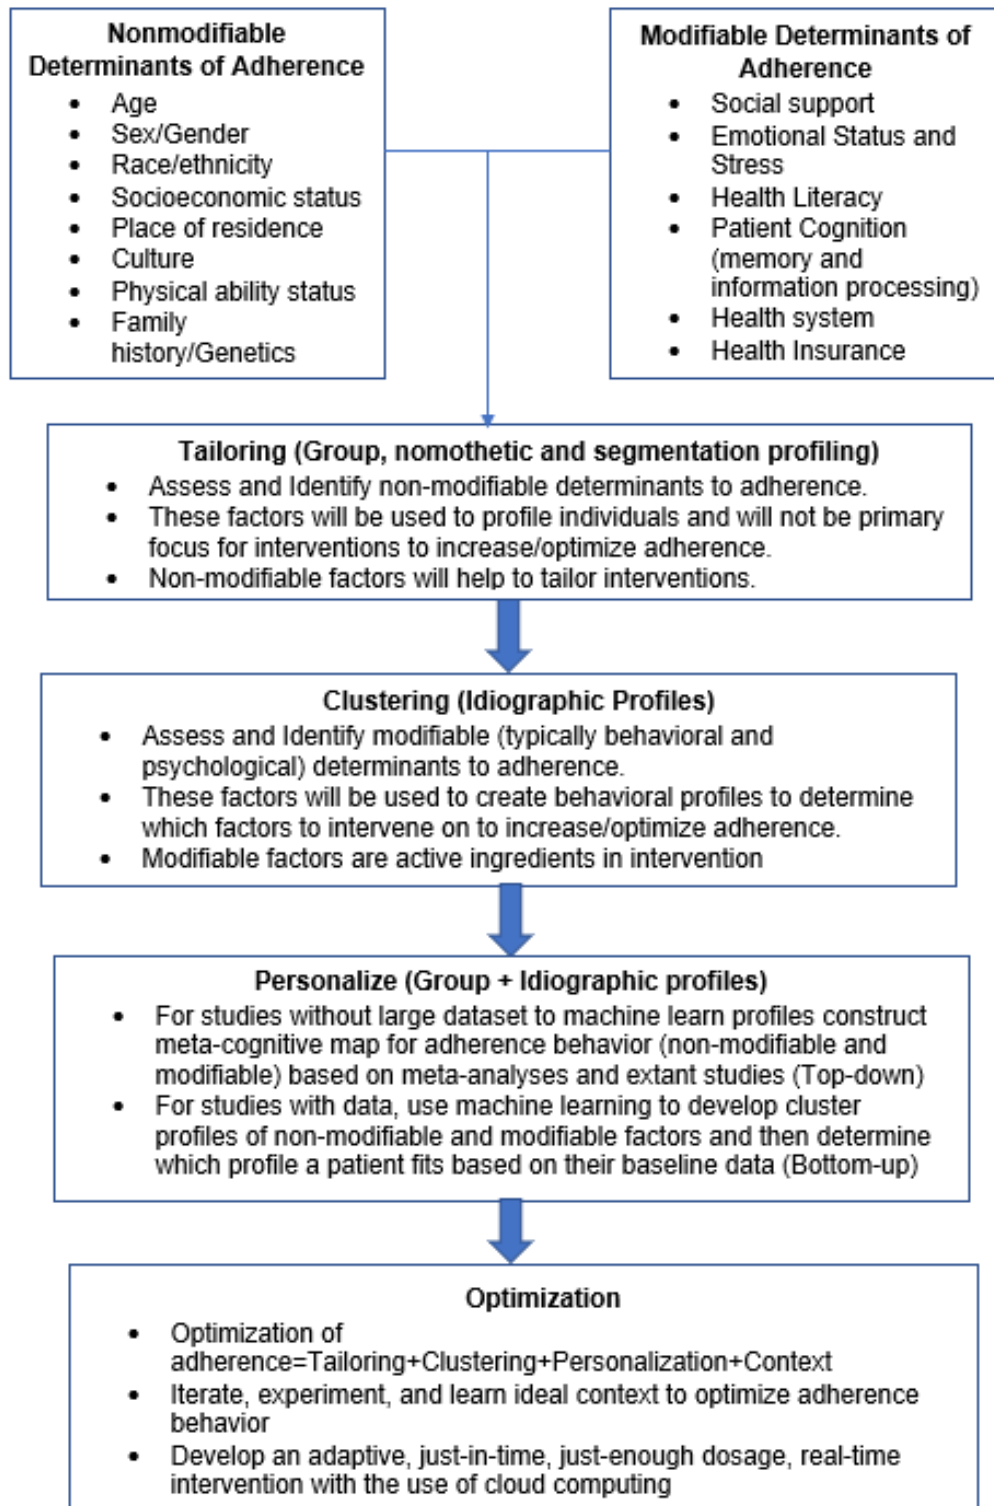 Nonmodifiable
Determinants of Adherence
• Age
• Sex/Gender
• Race/ethnicity
• Socioeconomic status
• Place of residence
• Culture
• Physical ability status
• Family
history/Genetics
Modifiable Determinants of
Adherence
• Social support
• Emotional Status and
Stress
• Health Literacy
• Patient Cognition
(memory and
information processing)
• Health system
• Health Insurance
Tailoring (Group, nomothetic and segmentation profiling)
• Assess and Identify non-modifiable determinants to adherence.
• These factors will be used to profile individuals and will not be primary
focus for interventions to increase/optimize adherence.
• Non-modifiable factors will help to tailor interventions.
Clustering (Idiographic Profiles)
• Assess and Identify modifiable (typically behavioral and
psychological) determinants to adherence.
• These factors will be used to create behavioral profiles to determine
which factors to intervene on to increase/optimize adherence.
• Modifiable factors are active ingredients in intervention
Personalize (Group + Idiographic profiles)
• For studies without large dataset to machine learn profiles construct
meta-cognitive map for adherence behavior (non-modifiable and
modifiable) based on meta-analyses and extant studies (Top-down)
• For studies with data, use machine learning to develop cluster
profiles of non-modifiable and modifiable factors and then determine
which profile a patient fits based on their baseline data (Bottom-up)
Optimization
• Optimization of
adherence=Tailoring+Clustering+Personalization+Context
• Iterate, experiment, and learn ideal context to optimize adherence
behavior
• Develop an adaptive, just-in-time, just-enough dosage, real-time
intervention with the use of cloud computing